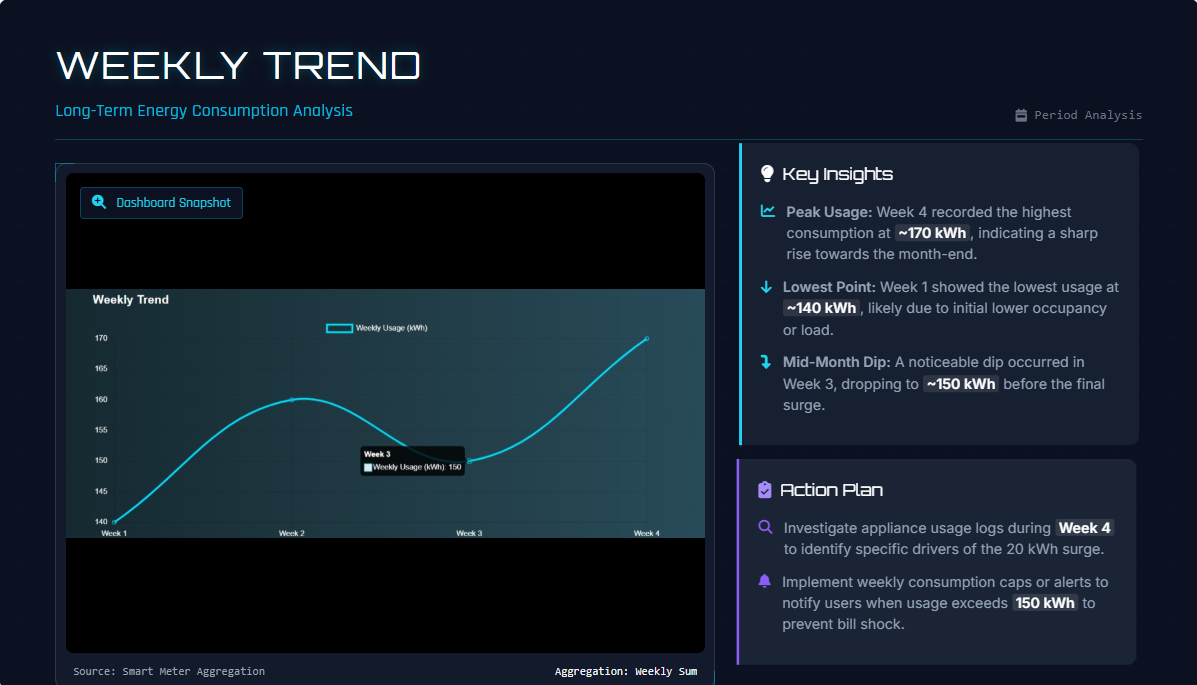 WEEKLY TREND
Long-Term Energy Consumption Analysis
Period Analysis
Dashboard Snapshot
Weekly Trend
Weekly Usage (kWh)
170
165
160
155
150
145
140
Week 3
Weekly Usage (kWh): 150
Week 1
Week 2
Week 3
Week 4
Source: Smart Meter Aggregation
Aggregation: Weekly Sum
Key Insights
Peak Usage: Week 4 recorded the highest
consumption at ~170 kWh, indicating a sharp
rise towards the month-end.
Lowest Point: Week 1 showed the lowest usage at
~140 kWh, likely due to initial lower occupancy
or load.
Mid-Month Dip: A noticeable dip occurred in
Week 3, dropping to ~150 kWh before the final
surge.
Action Plan
Investigate appliance usage logs during Week 4
to identify specific drivers of the 20 kWh surge.
Implement weekly consumption caps or alerts to
notify users when usage exceeds 150 kWh to
prevent bill shock.